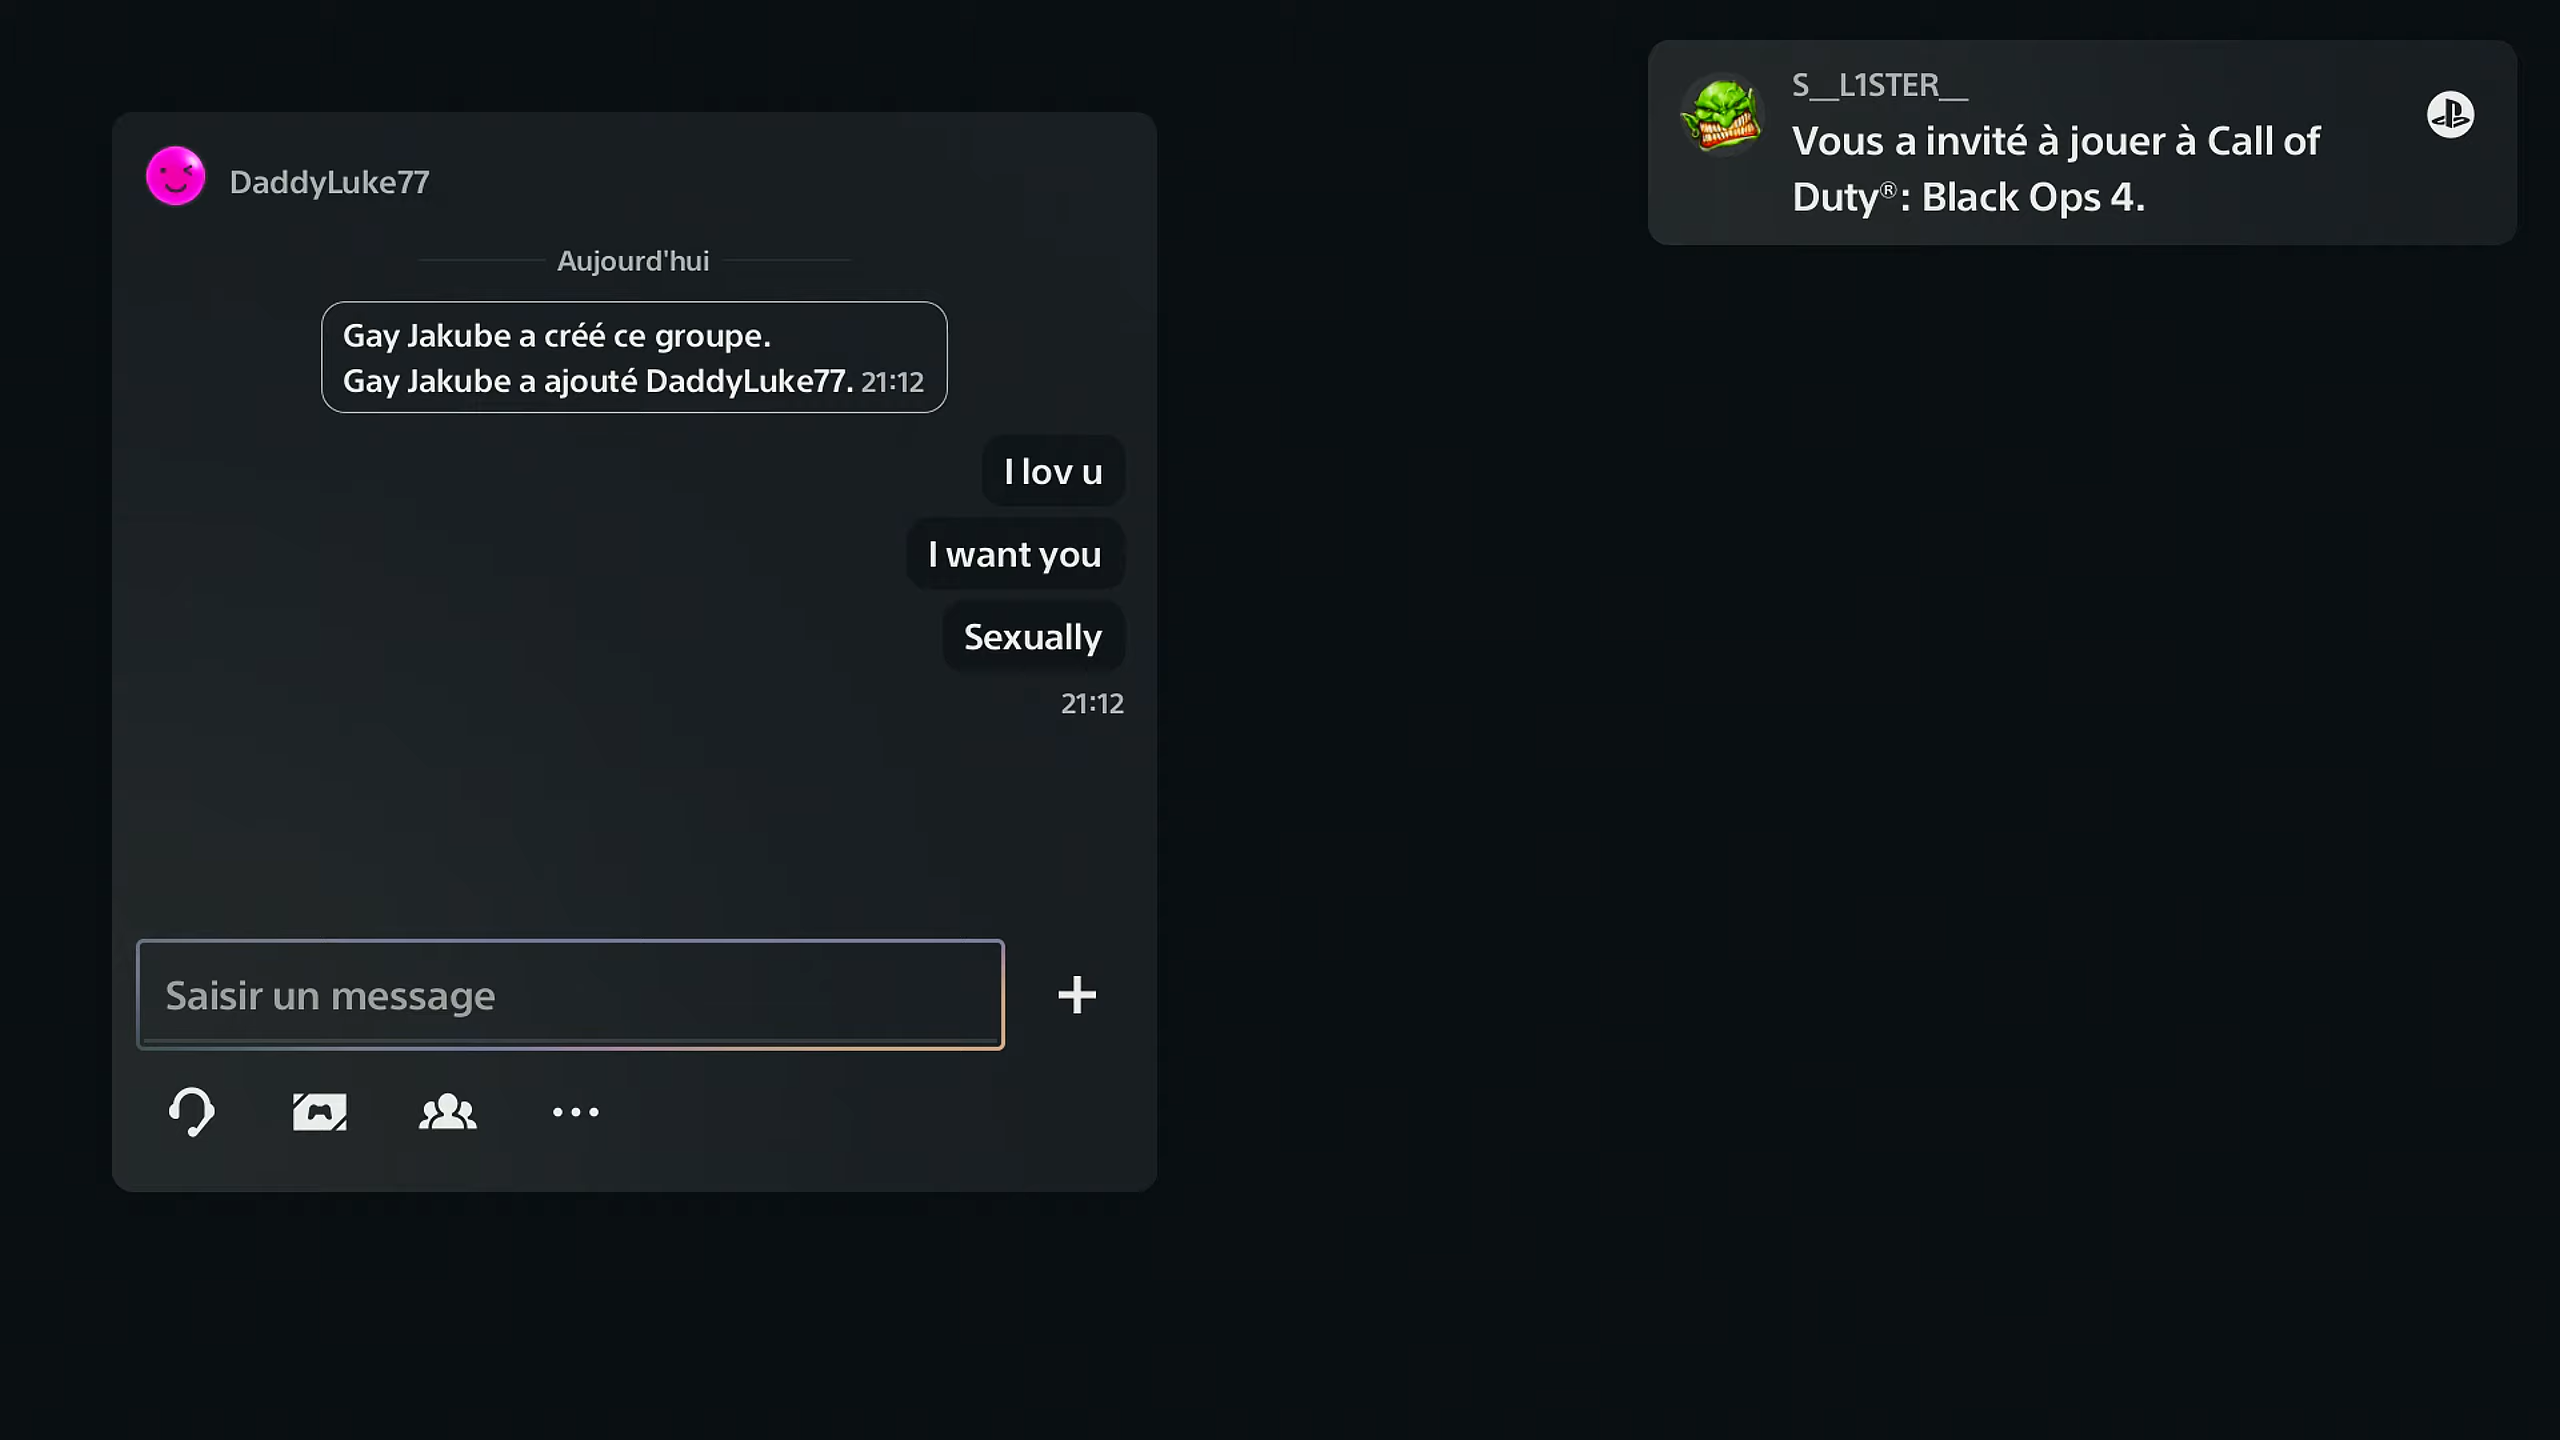 S__L1STER__
Vous a invité à jouer à Call of
Duty®: Black Ops 4.
DaddyLuke77
Aujourd'hui
Gay Jakube a créé ce groupe.
Gay Jakube a ajouté DaddyLuke77. 21:12
I lov u
I want you
Sexually
21:12
Saisir un message